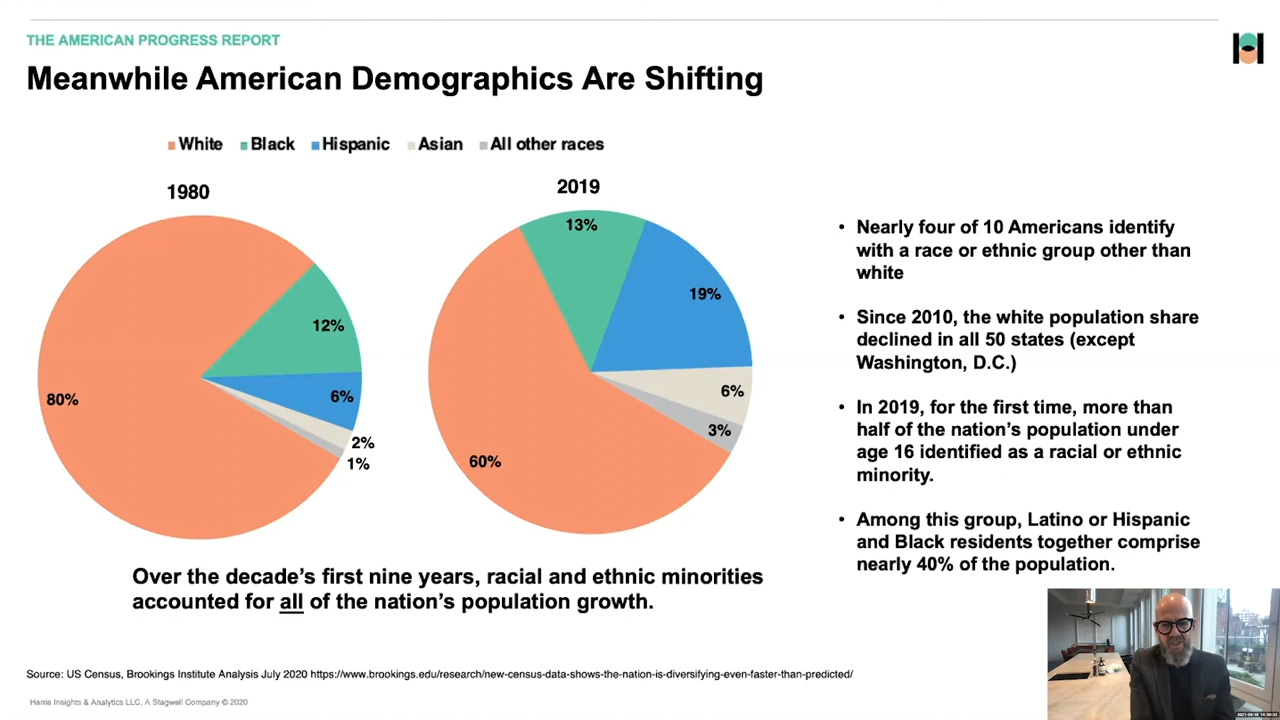 THE AMERICAN PROGRESS REPORT
Meanwhile American Demographics Are Shifting
White Black Hispanic Asian All other races
1980
2019
12%
6%
2%
1%
80%
13%
19%
6%
3%
60%
Over the decade's first nine years, racial and ethnic minorities
accounted for all of the nation's population growth.
• Nearly four of 10 Americans identify
with a race or ethnic group other than
white
• Since 2010, the white population share
declined in all 50 states (except
Washington, D.C.)
• In 2019, for the first time, more than
half of the nation's population under
age 16 identified as a racial or ethnic
minority.
• Among this group, Latino or Hispanic
and Black residents together comprise
nearly 40% of the population.
Source: US Census, Brookings Institute Analysis July 2020 https://www.brookings.edu/research/new-census-data-shows-the-nation-is-diversifying-even-faster-than-predicted/
Harris Insights & Analytics LLC, A Stagwell Company © 2020